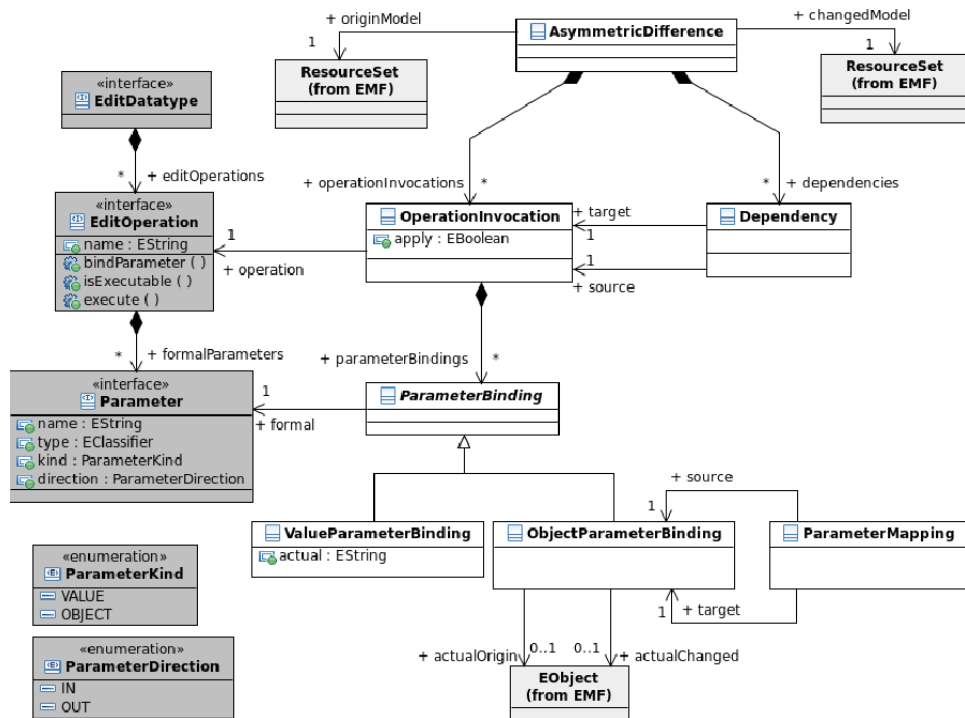 + originModel
1
AsymmetricDifference
+ changedModel
1
ResourceSet
(from EMF)
ResourceSet
(from EMF)
«interface»
EditDatatype
* + editOperations
+ operationInvocations *
* + dependencies
«interface»
EditOperation
name : EString
bindParameter ( )
isExecutable ( )
execute ( )
1
+ operation
OperationInvocation
apply : EBoolean
+ target
1
1
+ source
Dependency
* + formalParameters
+ parameterBindings *
«interface»
Parameter
name : EString
type : EClassifier
kind : ParameterKind
direction : ParameterDirection
1
+ formal
ParameterBinding
+ source
1
ValueParameterBinding
actual : EString
ObjectParameterBinding
ParameterMapping
1 + target
«enumeration»
ParameterKind
VALUE
OBJECT
+ actualOrigin 0..1 0..1 + actualChanged
«enumeration»
ParameterDirection
IN
OUT
EObject
(from EMF)